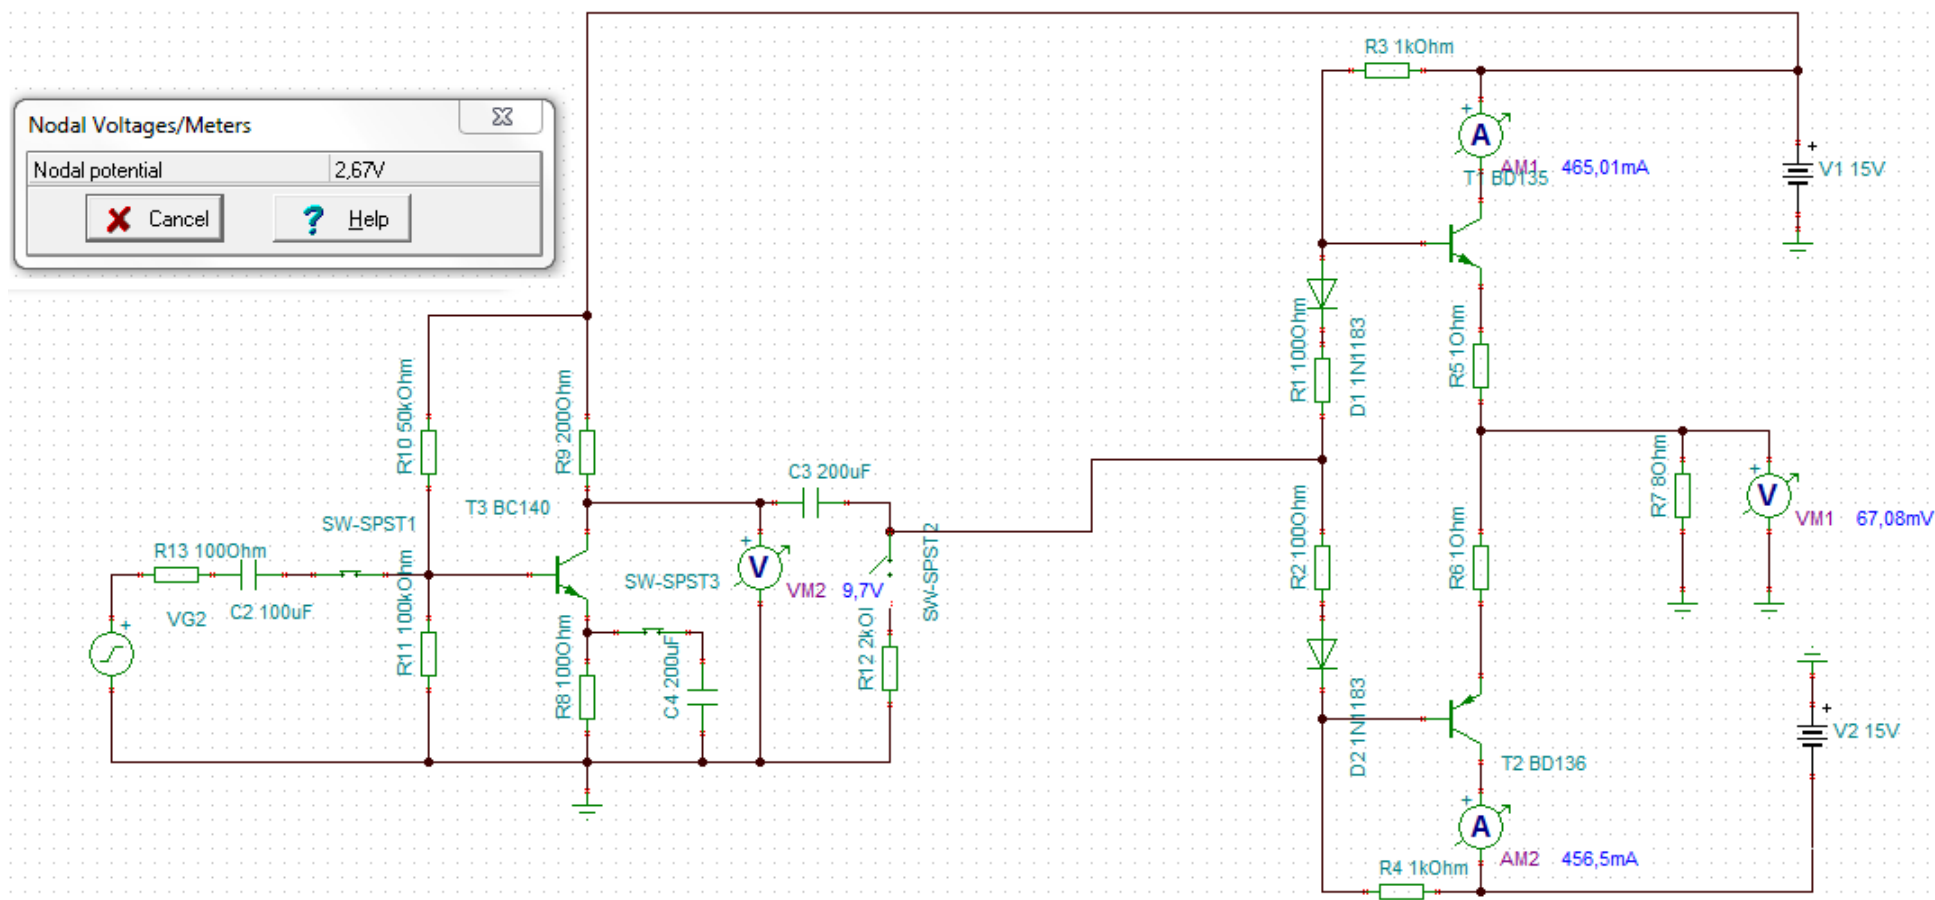 Nodal Voltages/Meters
Nodal potential 2,67V
Cancel
? Help
R3 1kOhm
+
A
AM1 465,01mA
T1 BD135
+
V1 15V
D1 1N1183
R1 100Ohm
R5 1Ohm
R10 50kOhm
R9 200Ohm
C3 200uF
T3 BC140
SW-SPST1
R13 100Ohm
C2 100uF
VG2
+
R11 100kOhm
SW-SPST3
+
V
VM2 9,7V
SW-SPST2
R8 100Ohm
C4 200uF
R12 2kO
R2 100Ohm
R6 1Ohm
R7 8Ohm
+
V
VM1 67,08mV
D2 1N1183
T2 BD136
+
V2 15V
+
A
AM2 456,5mA
R4 1kOhm